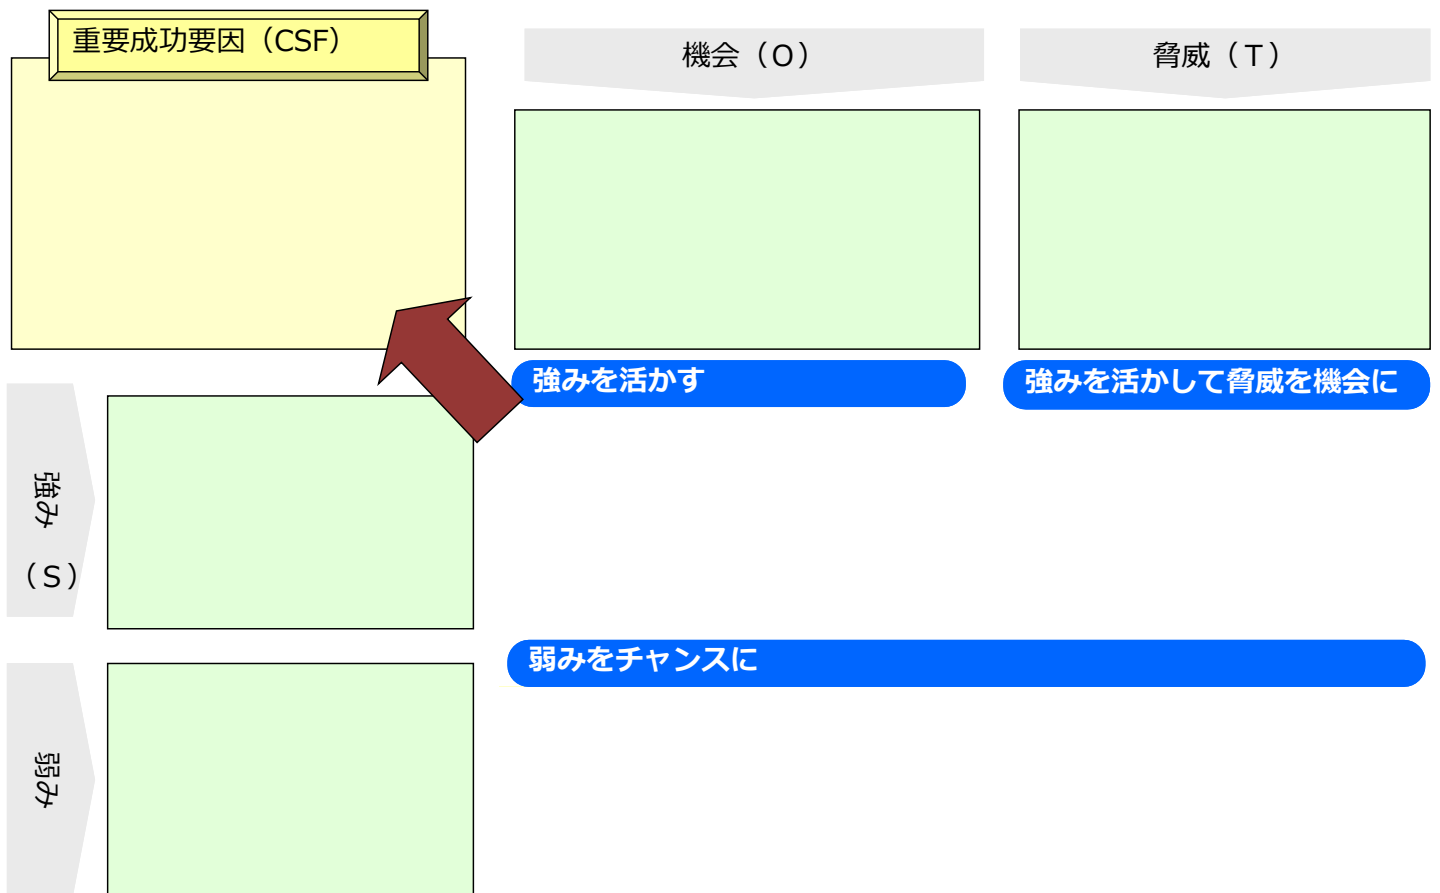 重要成功要因（CSF）
機会（O）
脅威（T）
強みを活かす
強みを活かして脅威を機会に
強み
（S）
弱みをチャンスに
弱み